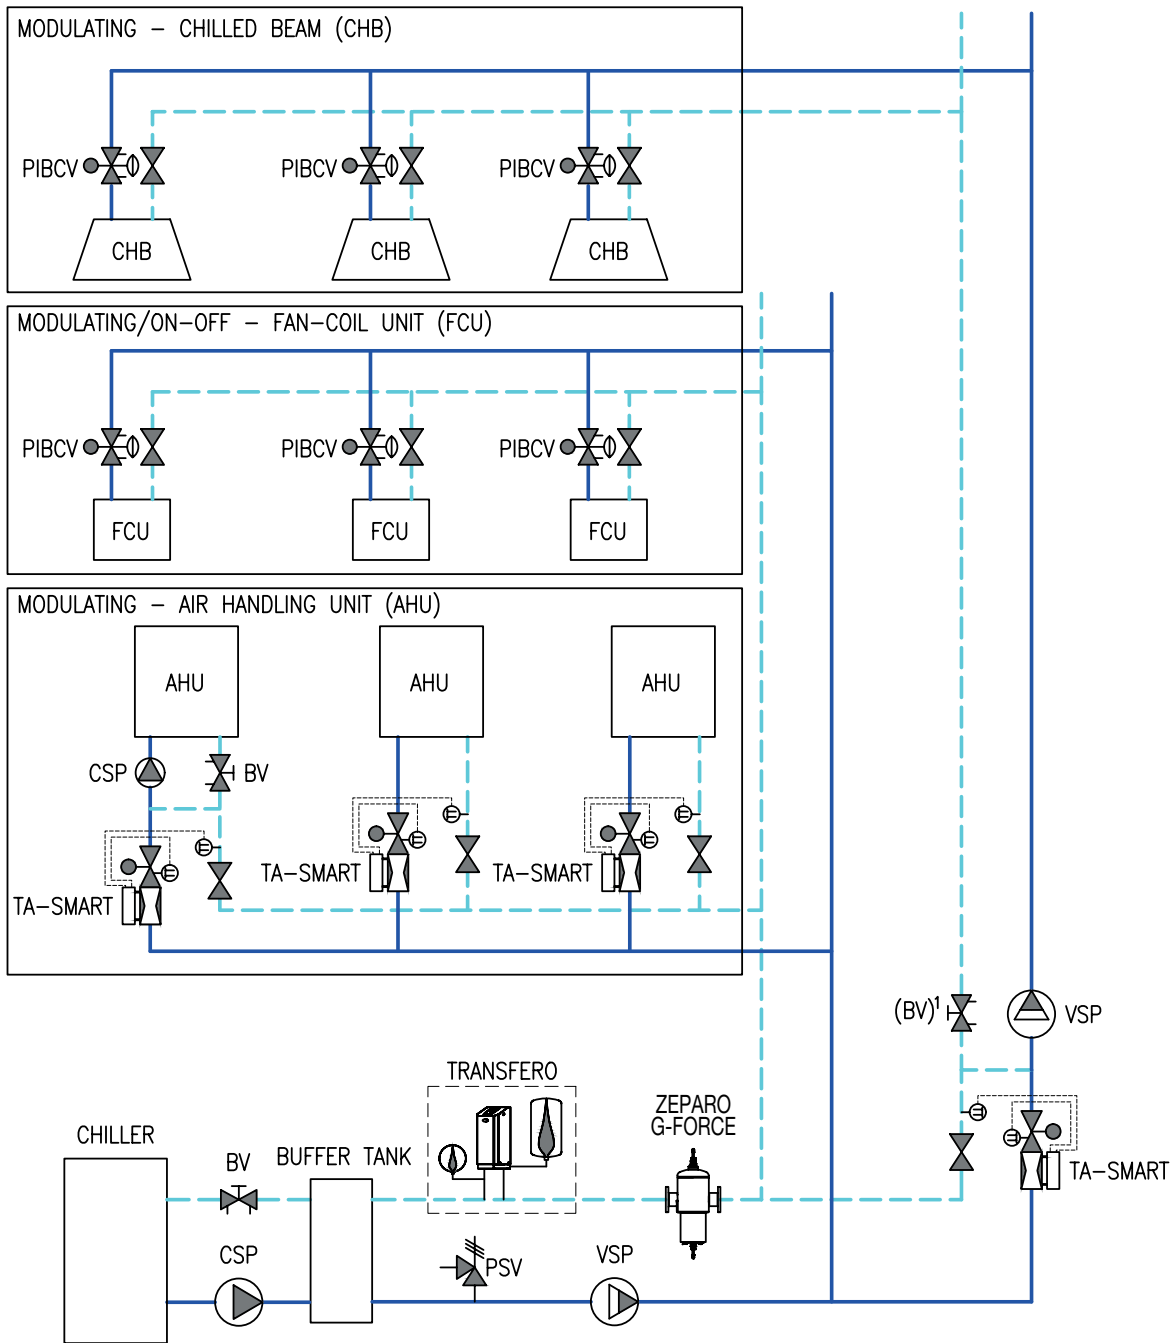 MODULATING – CHILLED BEAM (CHB)
PIBCV
PIBCV
PIBCV
CHB
CHB
CHB
MODULATING/ON-OFF – FAN-COIL UNIT (FCU)
PIBCV
PIBCV
PIBCV
FCU
FCU
FCU
MODULATING – AIR HANDLING UNIT (AHU)
AHU
AHU
AHU
CSP
BV
TA-SMART
TA-SMART
TA-SMART
(BV)¹
VSP
TRANSFERO
ZEPARO
G-FORCE
CHILLER
BV
BUFFER TANK
TA-SMART
CSP
PSV
VSP